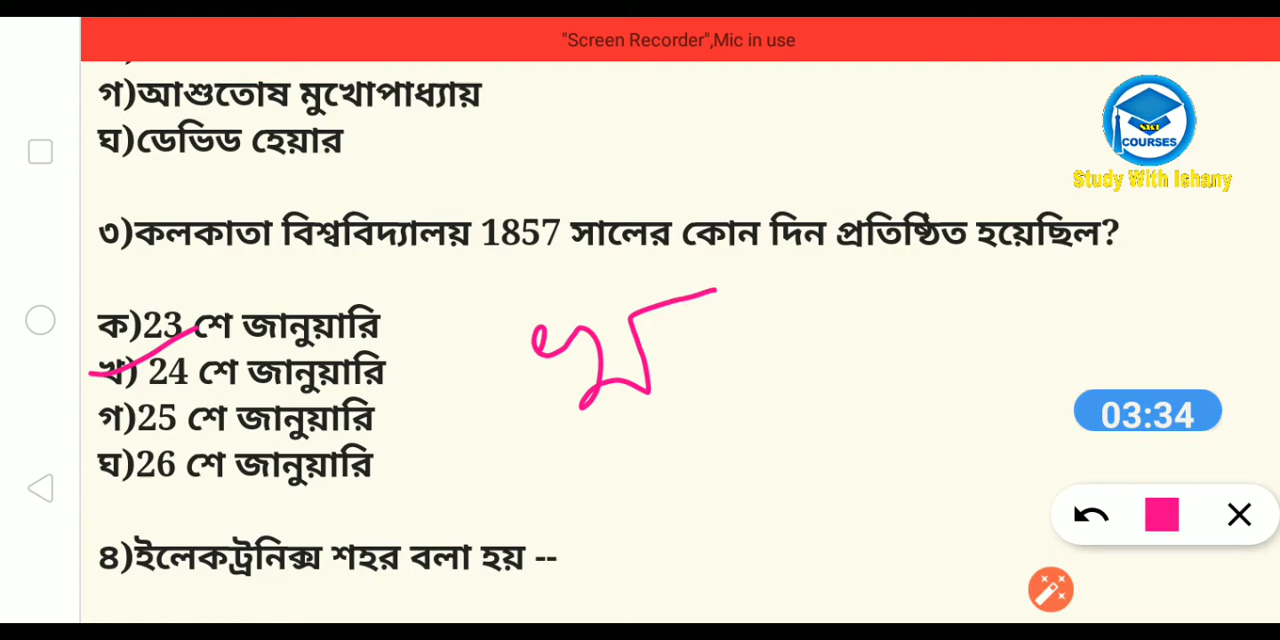 "Screen Recorder",Mic in use
গ)আশুতোষ মুখোপাধ্যায়
ঘ)ডেভিড হেয়ার
COURSES
Study With Ishany
৩)কলকাতা বিশ্ববিদ্যালয় 1857 সালের কোন দিন প্রতিষ্ঠিত হয়েছিল?
ক)23 শে জানুয়ারি
খ) 24 শে জানুয়ারি
খ
গ)25 শে জানুয়ারি
03:34
ঘ)26 শে জানুয়ারি
৪)ইলেকট্রনিক্স শহর বলা হয় --